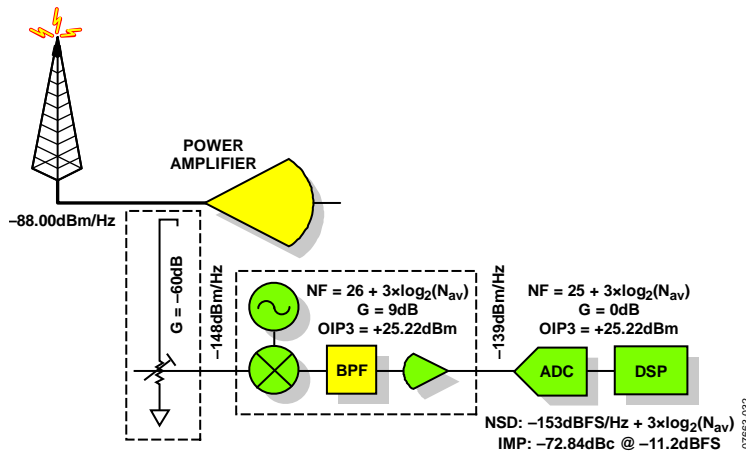 POWER
AMPLIFIER
–88.00dBm/Hz
G = –60dB
–148dBm/Hz
NF = 26 + 3×log2(Nav)
G = 9dB
OIP3 = +25.22dBm
BPF
–139dBm/Hz
NF = 25 + 3×log2(Nav)
G = 0dB
OIP3 = +25.22dBm
ADC
DSP
NSD: –153dBFS/Hz + 3×log2(Nav)
IMP: –72.84dBc @ –11.2dBFS
07663-032